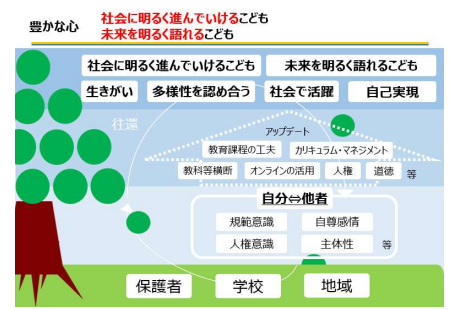 豊かな心
社会に明るく進んでいけるこども
未来を明るく語れるこども
社会に明るく進んでいけるこども 未来を明るく語れるこども
生きがい 多様性を認め合う 社会で活躍 自己実現
往還
アップデート
教育課程の工夫 カリキュラム・マネジメント
教科等横断 オンラインの活用 人権 道徳 等
自分⇔他者
規範意識 自尊感情
人権意識 主体性 等
保護者 学校 地域